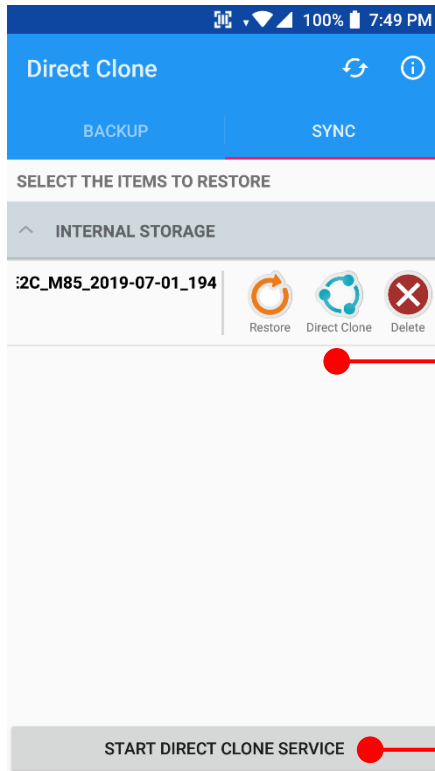 100% 7:49 PM
Direct Clone
BACKUP SYNC
SELECT THE ITEMS TO RESTORE
INTERNAL STORAGE
:2C_M85_2019-07-01_194
Restore Direct Clone Delete
START DIRECT CLONE SERVICE